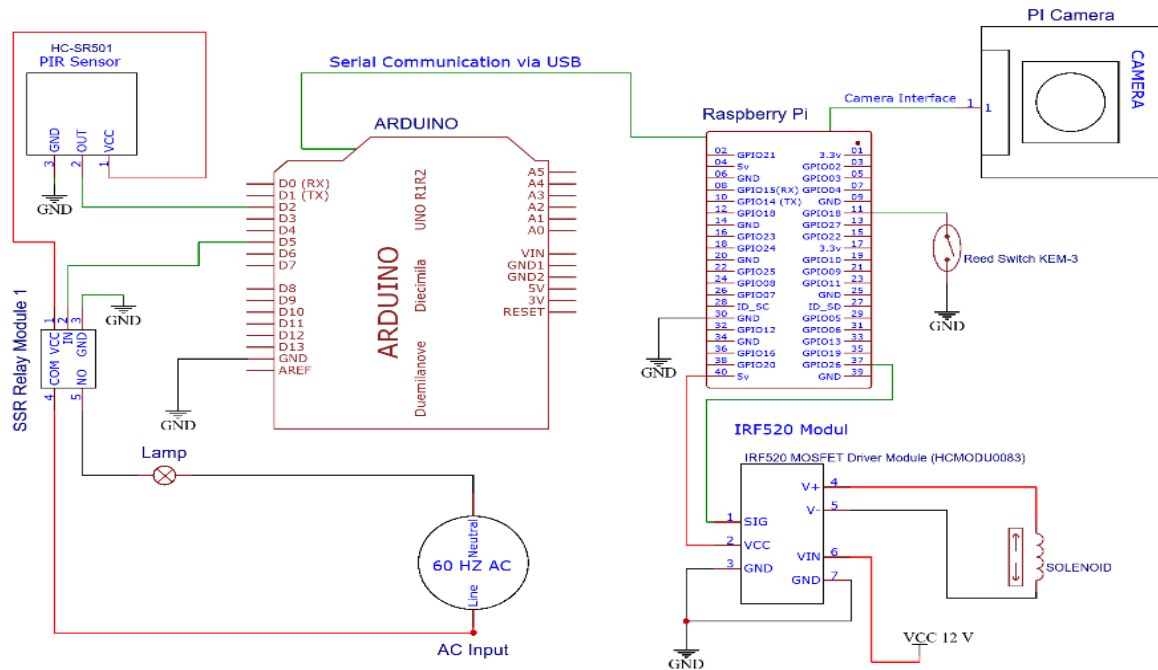 HC-SR501
PIR Sensor
GND
OUT
VCC
3
2
1
GND
Serial Communication via USB
ARDUINO
D0 (RX)
D1 (TX)
D2
D3
D4
D5
D6
D7
D8
D9
D10
D11
D12
D13
GND
AREF
A5
A4
A3
A2
A1
A0
VIN
GND1
GND2
5V
3V
RESET
UNO R1R2
Diecimila
ARDUINO
Duemilanove
GND
SSR Relay Module 1
1
2
3
VCC
IN
GND
COM
NO
4
5
GND
Lamp
Neutral
60 HZ AC
Line
AC Input
PI Camera
CAMERA
Camera Interface
1
1
Raspberry Pi
02 GPIO21 3.3v 01
04 5v GPIO02 03
06 GND GPIO03 05
08 GPIO15(RX) GPIO04 07
10 GPIO14 (TX) GND 09
12 GPIO18 GPIO18 11
14 GND GPIO27 13
16 GPIO23 GPIO22 15
18 GPIO24 3.3v 17
20 GND GPIO10 19
22 GPIO25 GPIO09 21
24 GPIO08 GPIO11 23
26 GPIO07 GND 25
28 ID_SC ID_SD 27
30 GND GPIO05 29
32 GPIO12 GPIO06 31
34 GND GPIO13 33
36 GPIO16 GPIO19 35
38 GPIO20 GPIO26 37
40 5v GND 39
Reed Switch KEM-3
GND
GND
IRF520 Modul
IRF520 MOSFET Driver Module (HCMODU0083)
1 SIG
2 VCC
3 GND
V+ 4
V- 5
VIN 6
GND 7
SOLENOID
GND
VCC 12 V